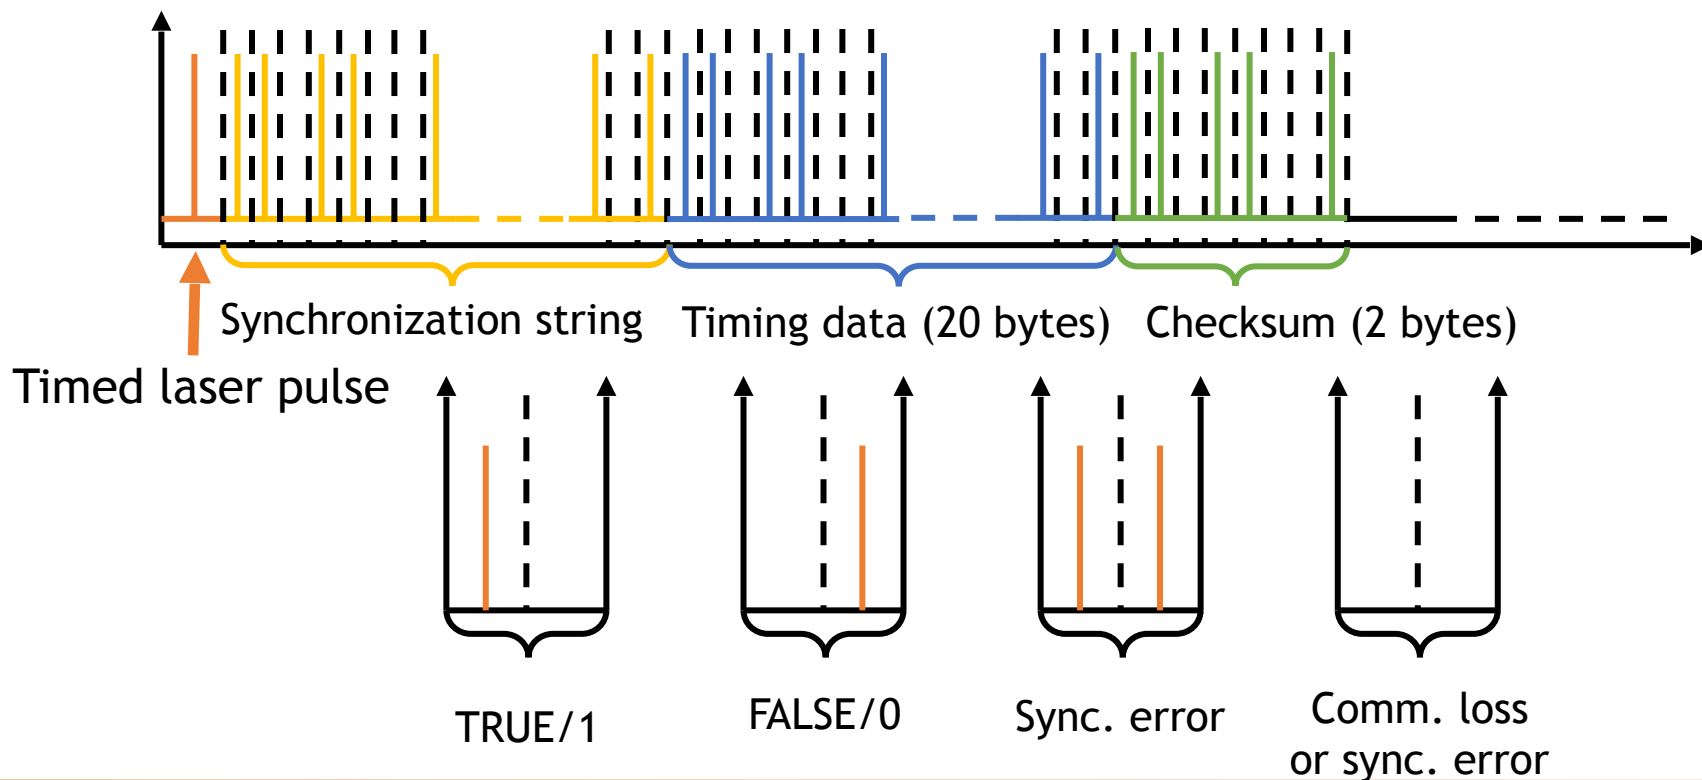 Synchronization string
Timing data (20 bytes)
Checksum (2 bytes)
Timed laser pulse
TRUE/1
FALSE/0
Sync. error
Comm. loss
or sync. error